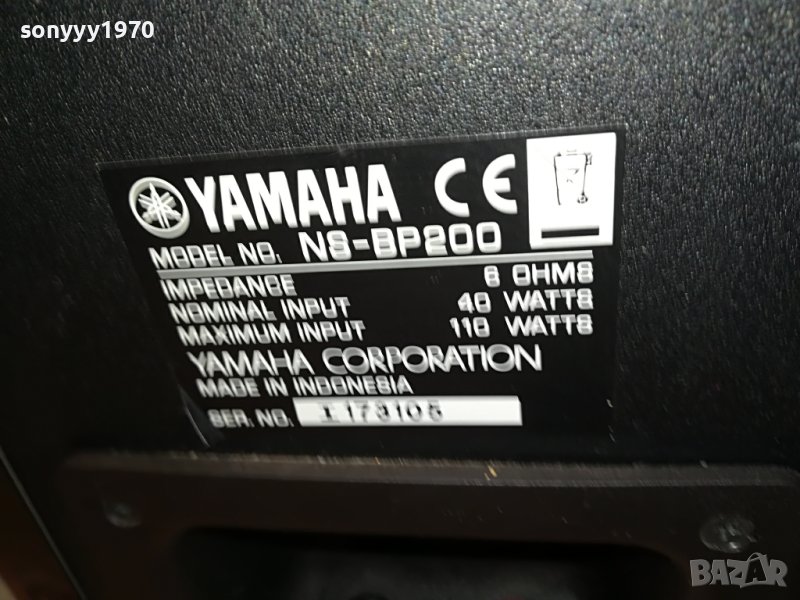 sonyyy1970
YAMAHA CE
MODEL NO. NS-BP200
IMPEDANCE 6 OHMS
NOMINAL INPUT 40 WATTS
MAXIMUM INPUT 110 WATTS
YAMAHA CORPORATION
MADE IN INDONESIA
SER. NO. I173105
BAZAR